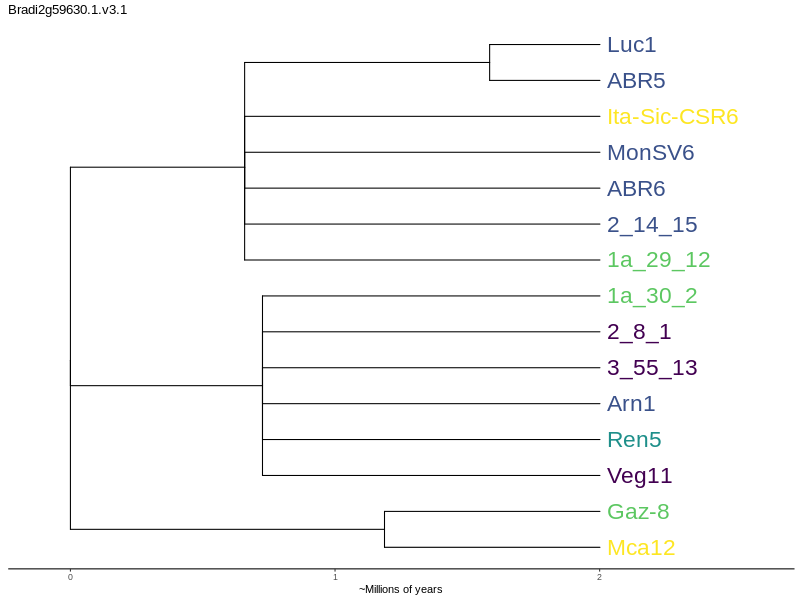 Bradi2g59630.1.v3.1
Luc1
ABR5
Ita-Sic-CSR6
MonSV6
ABR6
2_14_15
1a_29_12
1a_30_2
2_8_1
3_55_13
Arn1
Ren5
Veg11
Gaz-8
Mca12
0 1 2
~Millions of years